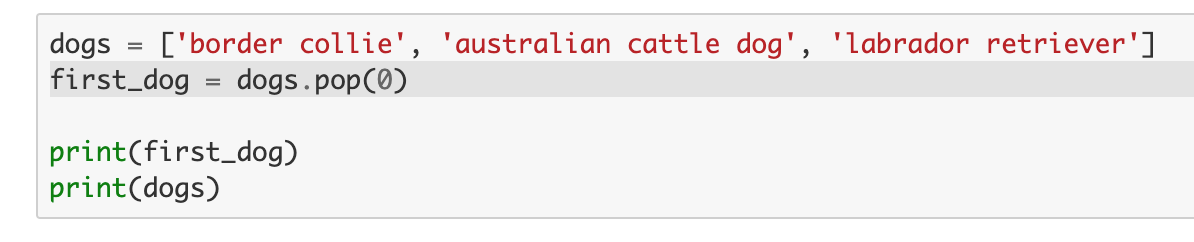 dogs = ['border collie', 'australian cattle dog', 'labrador retriever']
first_dog = dogs.pop(0)
print(first_dog)
print(dogs)